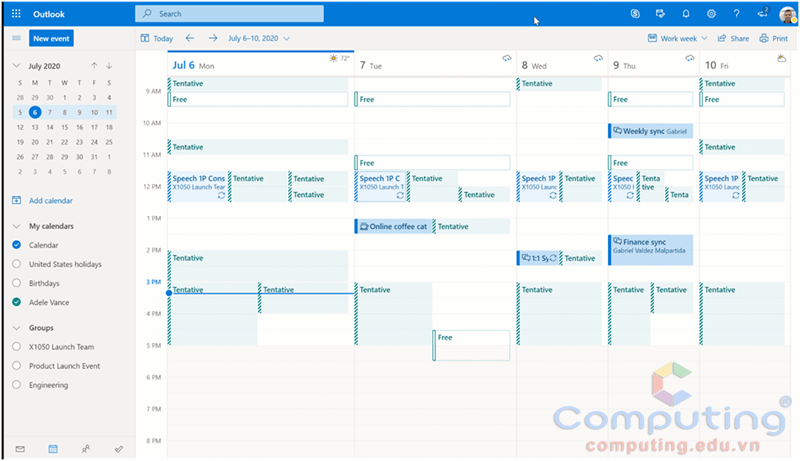 Outlook
Search
2
New event
Today
July 6–10, 2020
Work week
Share
Print
July 2020
S M T W T F S
28 29 30 1 2 3 4
5 6 7 8 9 10 11
12 13 14 15 16 17 18
19 20 21 22 23 24 25
26 27 28 29 30 31 1
2 3 4 5 6 7 8
Add calendar
My calendars
Calendar
United States holidays
Birthdays
Adele Vance
Groups
X1050 Launch Team
Product Launch Event
Engineering
Jul 6 Mon
72°
7 Tue
8 Wed
9 Thu
10 Fri
9 AM
10 AM
11 AM
12 PM
1 PM
2 PM
3 PM
4 PM
5 PM
6 PM
7 PM
8 PM
Tentative
Free
Tentative
Speech 1P Cons
X1050 Launch Tear
Tentative
Tentative
Tentative
Tentative
Tentative
Tentative
Free
Free
Speech 1P C
X1050 Launch T
Tentative
Tentative
Online coffee cat
Tentative
Tentative
Free
Tentative
Speech 1P
X1050 Launc
Tentative
1:1 Sy
Tentative
Tentative
Free
Weekly sync Gabriel
Free
Speec
X1050 L
Tenta
tive
Tenta
Finance sync
Gabriel Valdez Malpartida
Tentative
Tentative
Tentative
Free
Tentative
Speech 1P
X1050 Launc
Tentative
Tentative
Computing®
computing.edu.vn